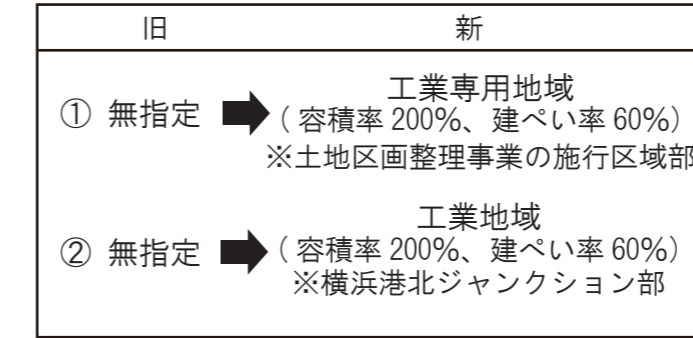 旧 新
① 無指定 ➡ 工業専用地域
(容積率 200%、建ぺい率 60%)
※土地区画整理事業の施行区域部
② 無指定 ➡ 工業地域
(容積率 200%、建ぺい率 60%)
※横浜港北ジャンクション部